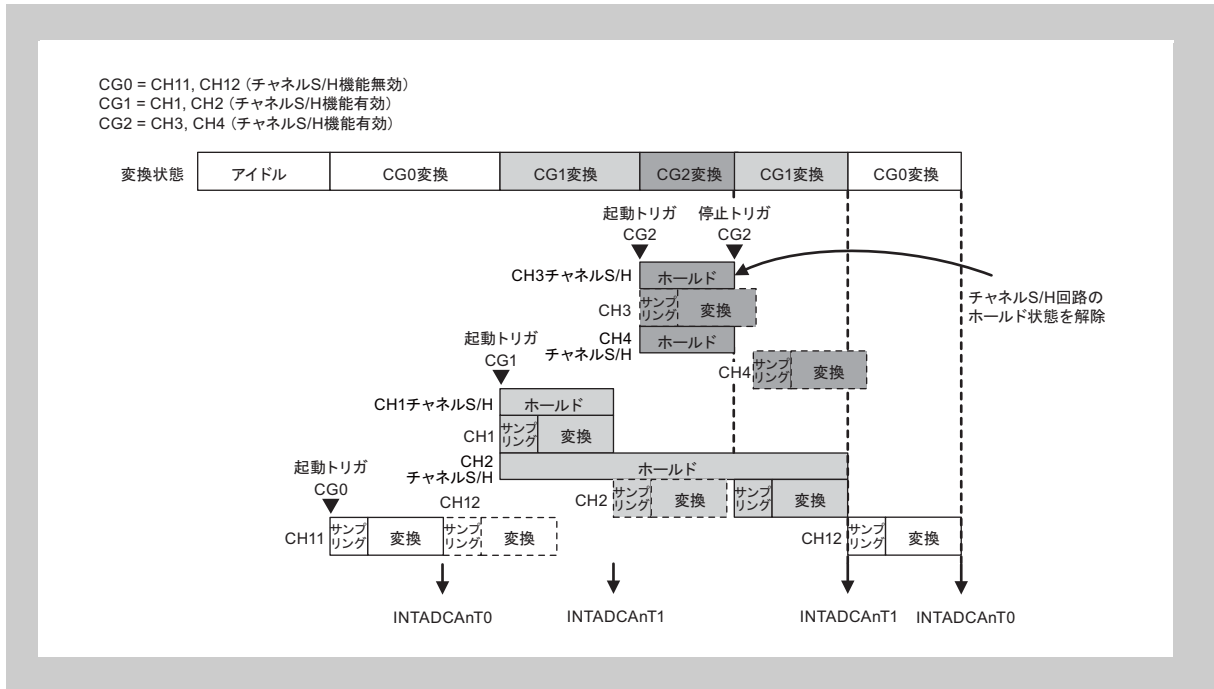 CG0 = CH11, CH12 (チャネルS/H機能無効)
CG1 = CH1, CH2 (チャネルS/H機能有効)
CG2 = CH3, CH4 (チャネルS/H機能有効)
変換状態
アイドル
CG0変換
CG1変換
CG2変換
CG1変換
CG0変換
起動トリガ
CG2
停止トリガ
CG2
CH3チャネルS/H
ホールド
CH3
サンプ
リング
変換
CH4
チャネルS/H
ホールド
チャネルS/H回路の
ホールド状態を解除
起動トリガ
CG1
CH4
サンプ
リング
変換
CH1チャネルS/H
ホールド
CH1
サンプ
リング
変換
CH2
チャネルS/H
ホールド
起動トリガ
CG0
CH2
サンプ
リング
変換
サンプ
リング
変換
CH12
CH11
サンプ
リング
変換
サンプ
リング
変換
CH12
サンプ
リング
変換
INTADCAnT0
INTADCAnT1
INTADCAnT1
INTADCAnT0